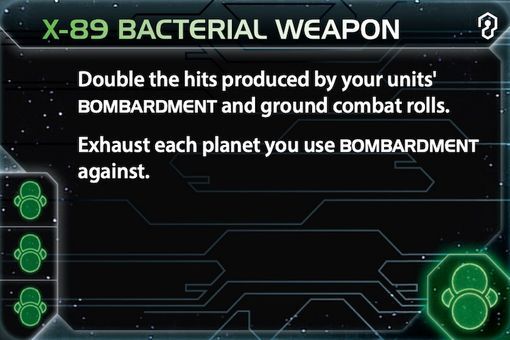 X-89 BACTERIAL WEAPON
Double the hits produced by your units'
BOMBARDMENT and ground combat rolls.
Exhaust each planet you use BOMBARDMENT
against.